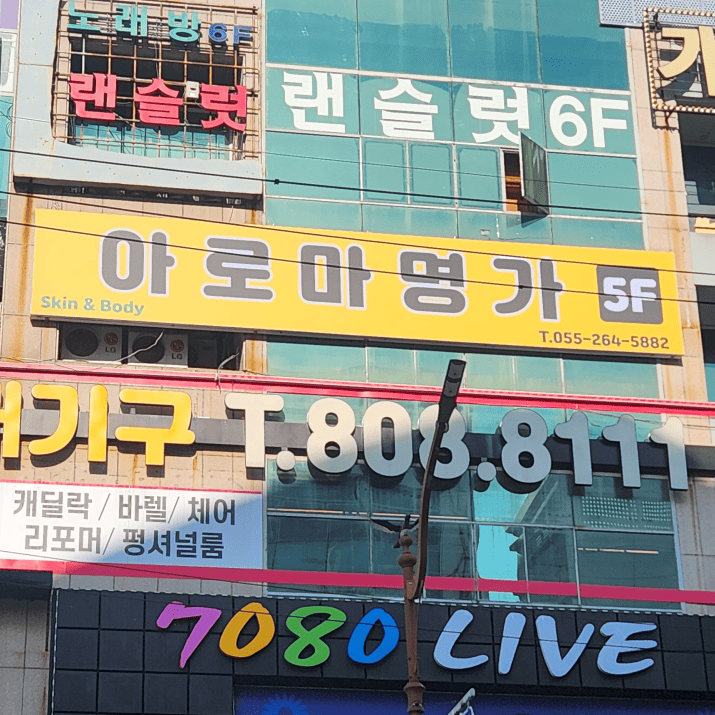 노래방 6F
랜슬럿
랜슬럿 6F
아로마명가 5F
Skin & Body
T.055-264-5882
기구 T.808.8111
캐딜락 / 바렐 / 체어
리포머 / 펑셔널룸
7080 LIVE
LG
LG